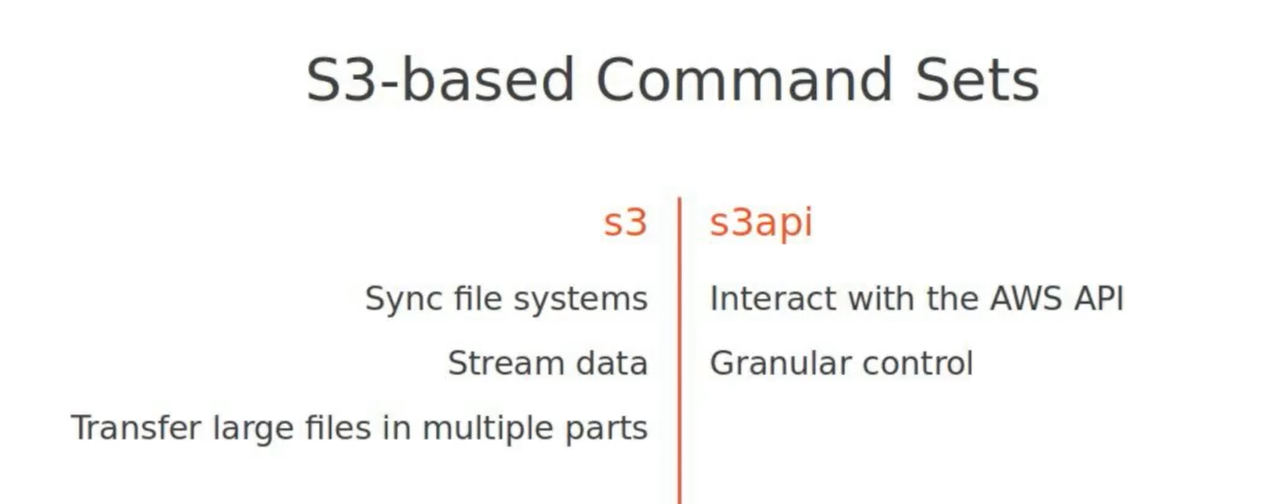 S3-based Command Sets
s3
Sync file systems
Stream data
Transfer large files in multiple parts
s3api
Interact with the AWS API
Granular control